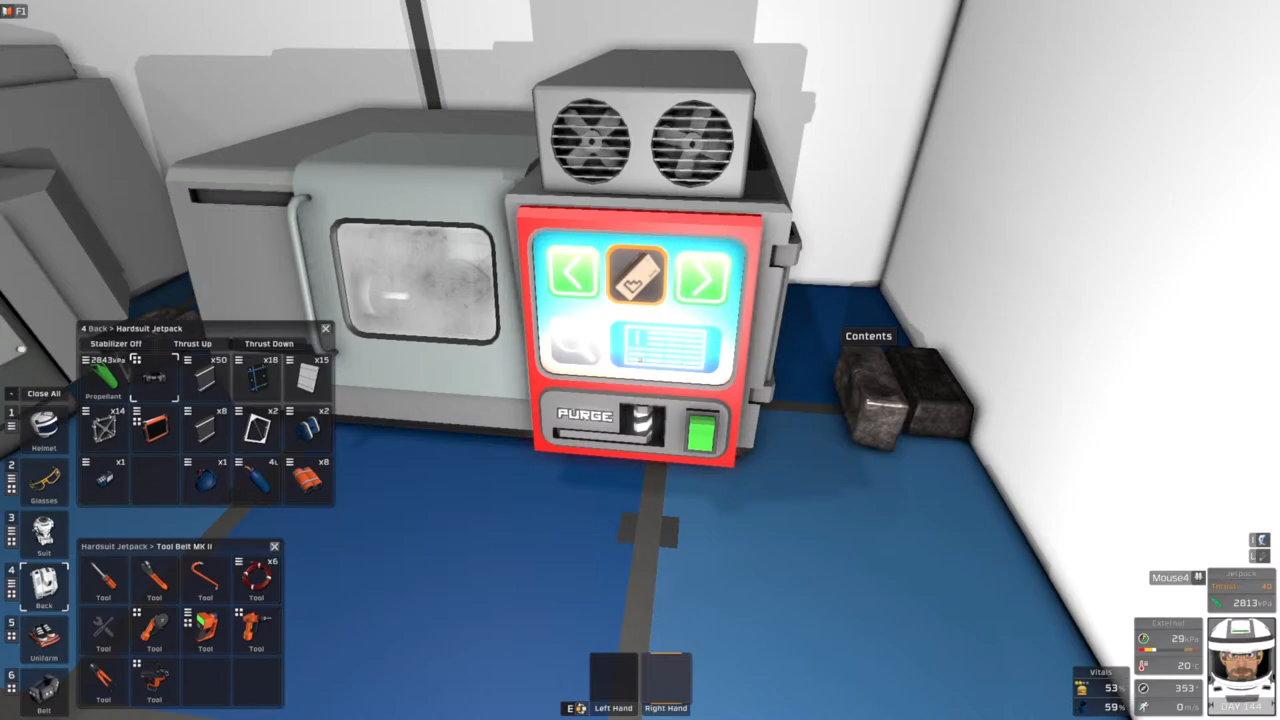 F1
Contents
4 Back > Hardsuit Jetpack
Stabilizer Off Thrust Up Thrust Down
2843kPa x50 x18 x15
Propellant
x14 x8 x2 x2
x1 x1 4L x8
Close All
1
Helmet
2
Glasses
3
Suit
4
Back
5
Uniform
6
Belt
PURGE
Hardsuit Jetpack > Tool Belt MK II
x6
Tool Tool Tool Tool
Tool Tool Tool Tool
Tool Tool
E Left Hand Right Hand
Mouse4
Jetpack
Thrust 40
2813kPa
External
29kPa
20°C
353°
0m/s
Vitals
53%
59%
DAY 144